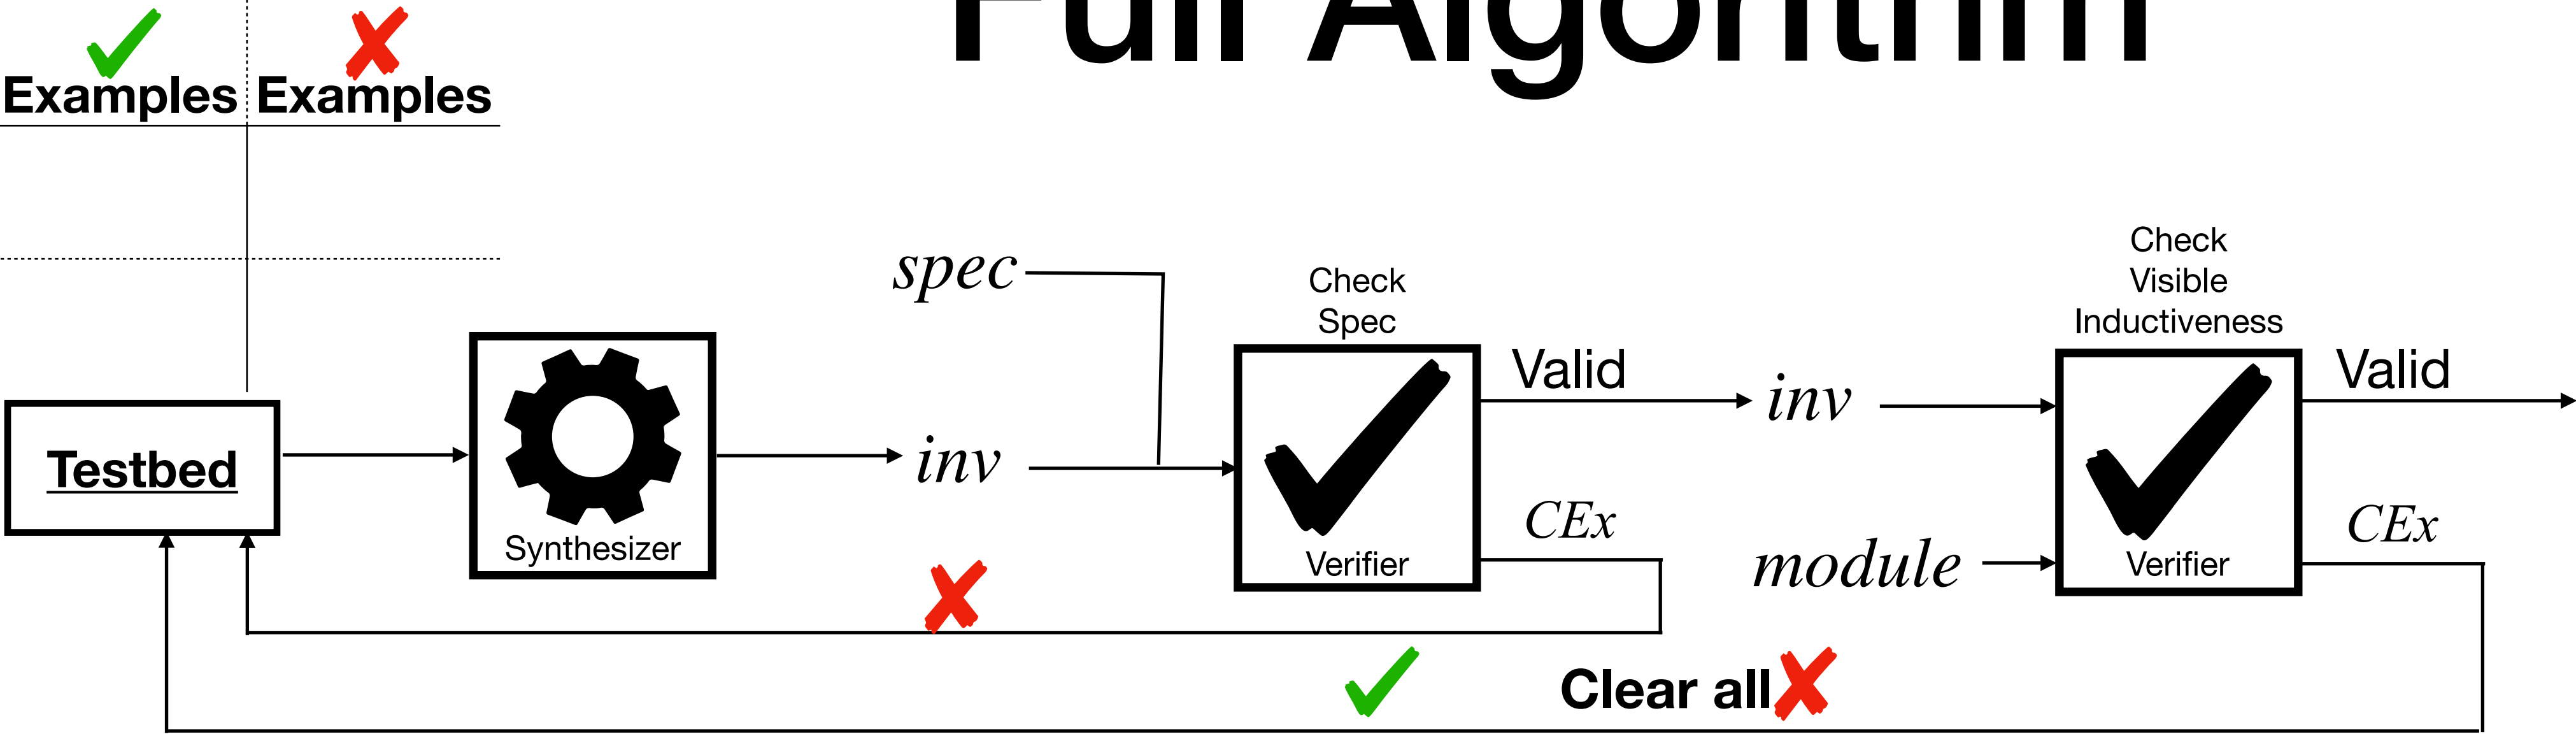 Full Algorithm
Examples Examples
spec
Check
Spec
Check
Visible
Inductiveness
Testbed
Synthesizer
inv
Valid
CEx
Verifier
inv
module
Valid
CEx
Verifier
Clear all